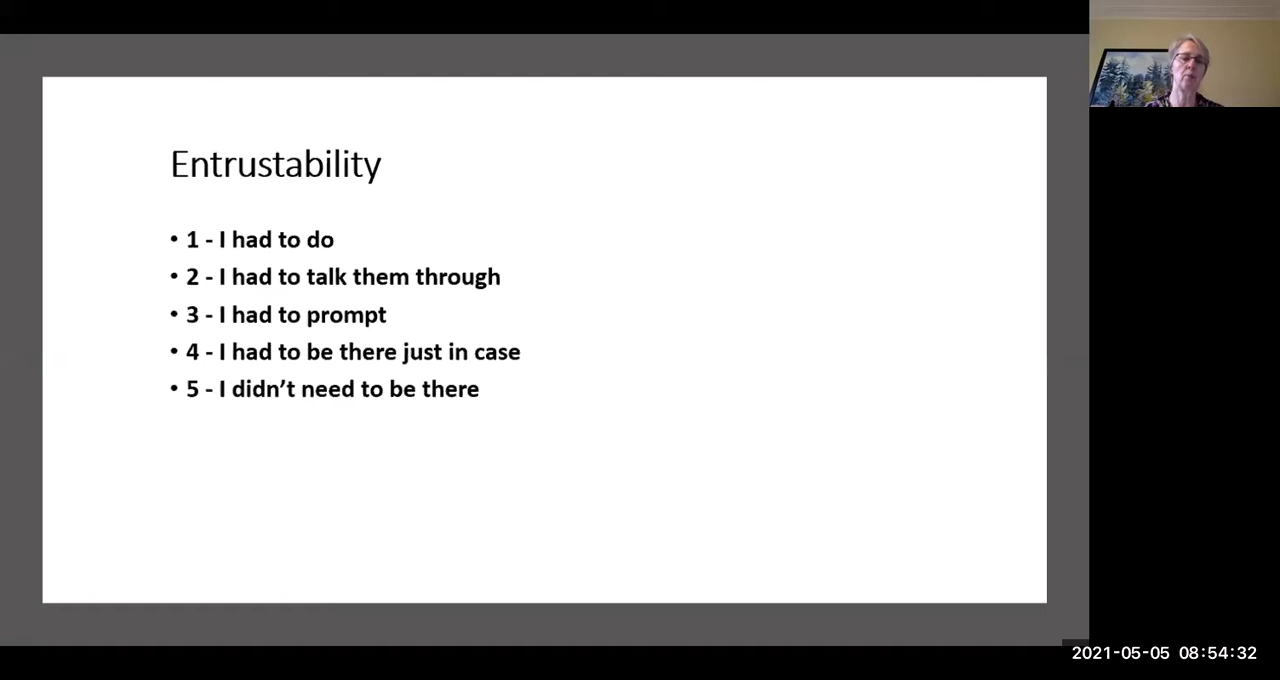 Entrustability
• 1 - I had to do
• 2 - I had to talk them through
• 3 - I had to prompt
• 4 - I had to be there just in case
• 5 - I didn’t need to be there
2021-05-05 08:54:32